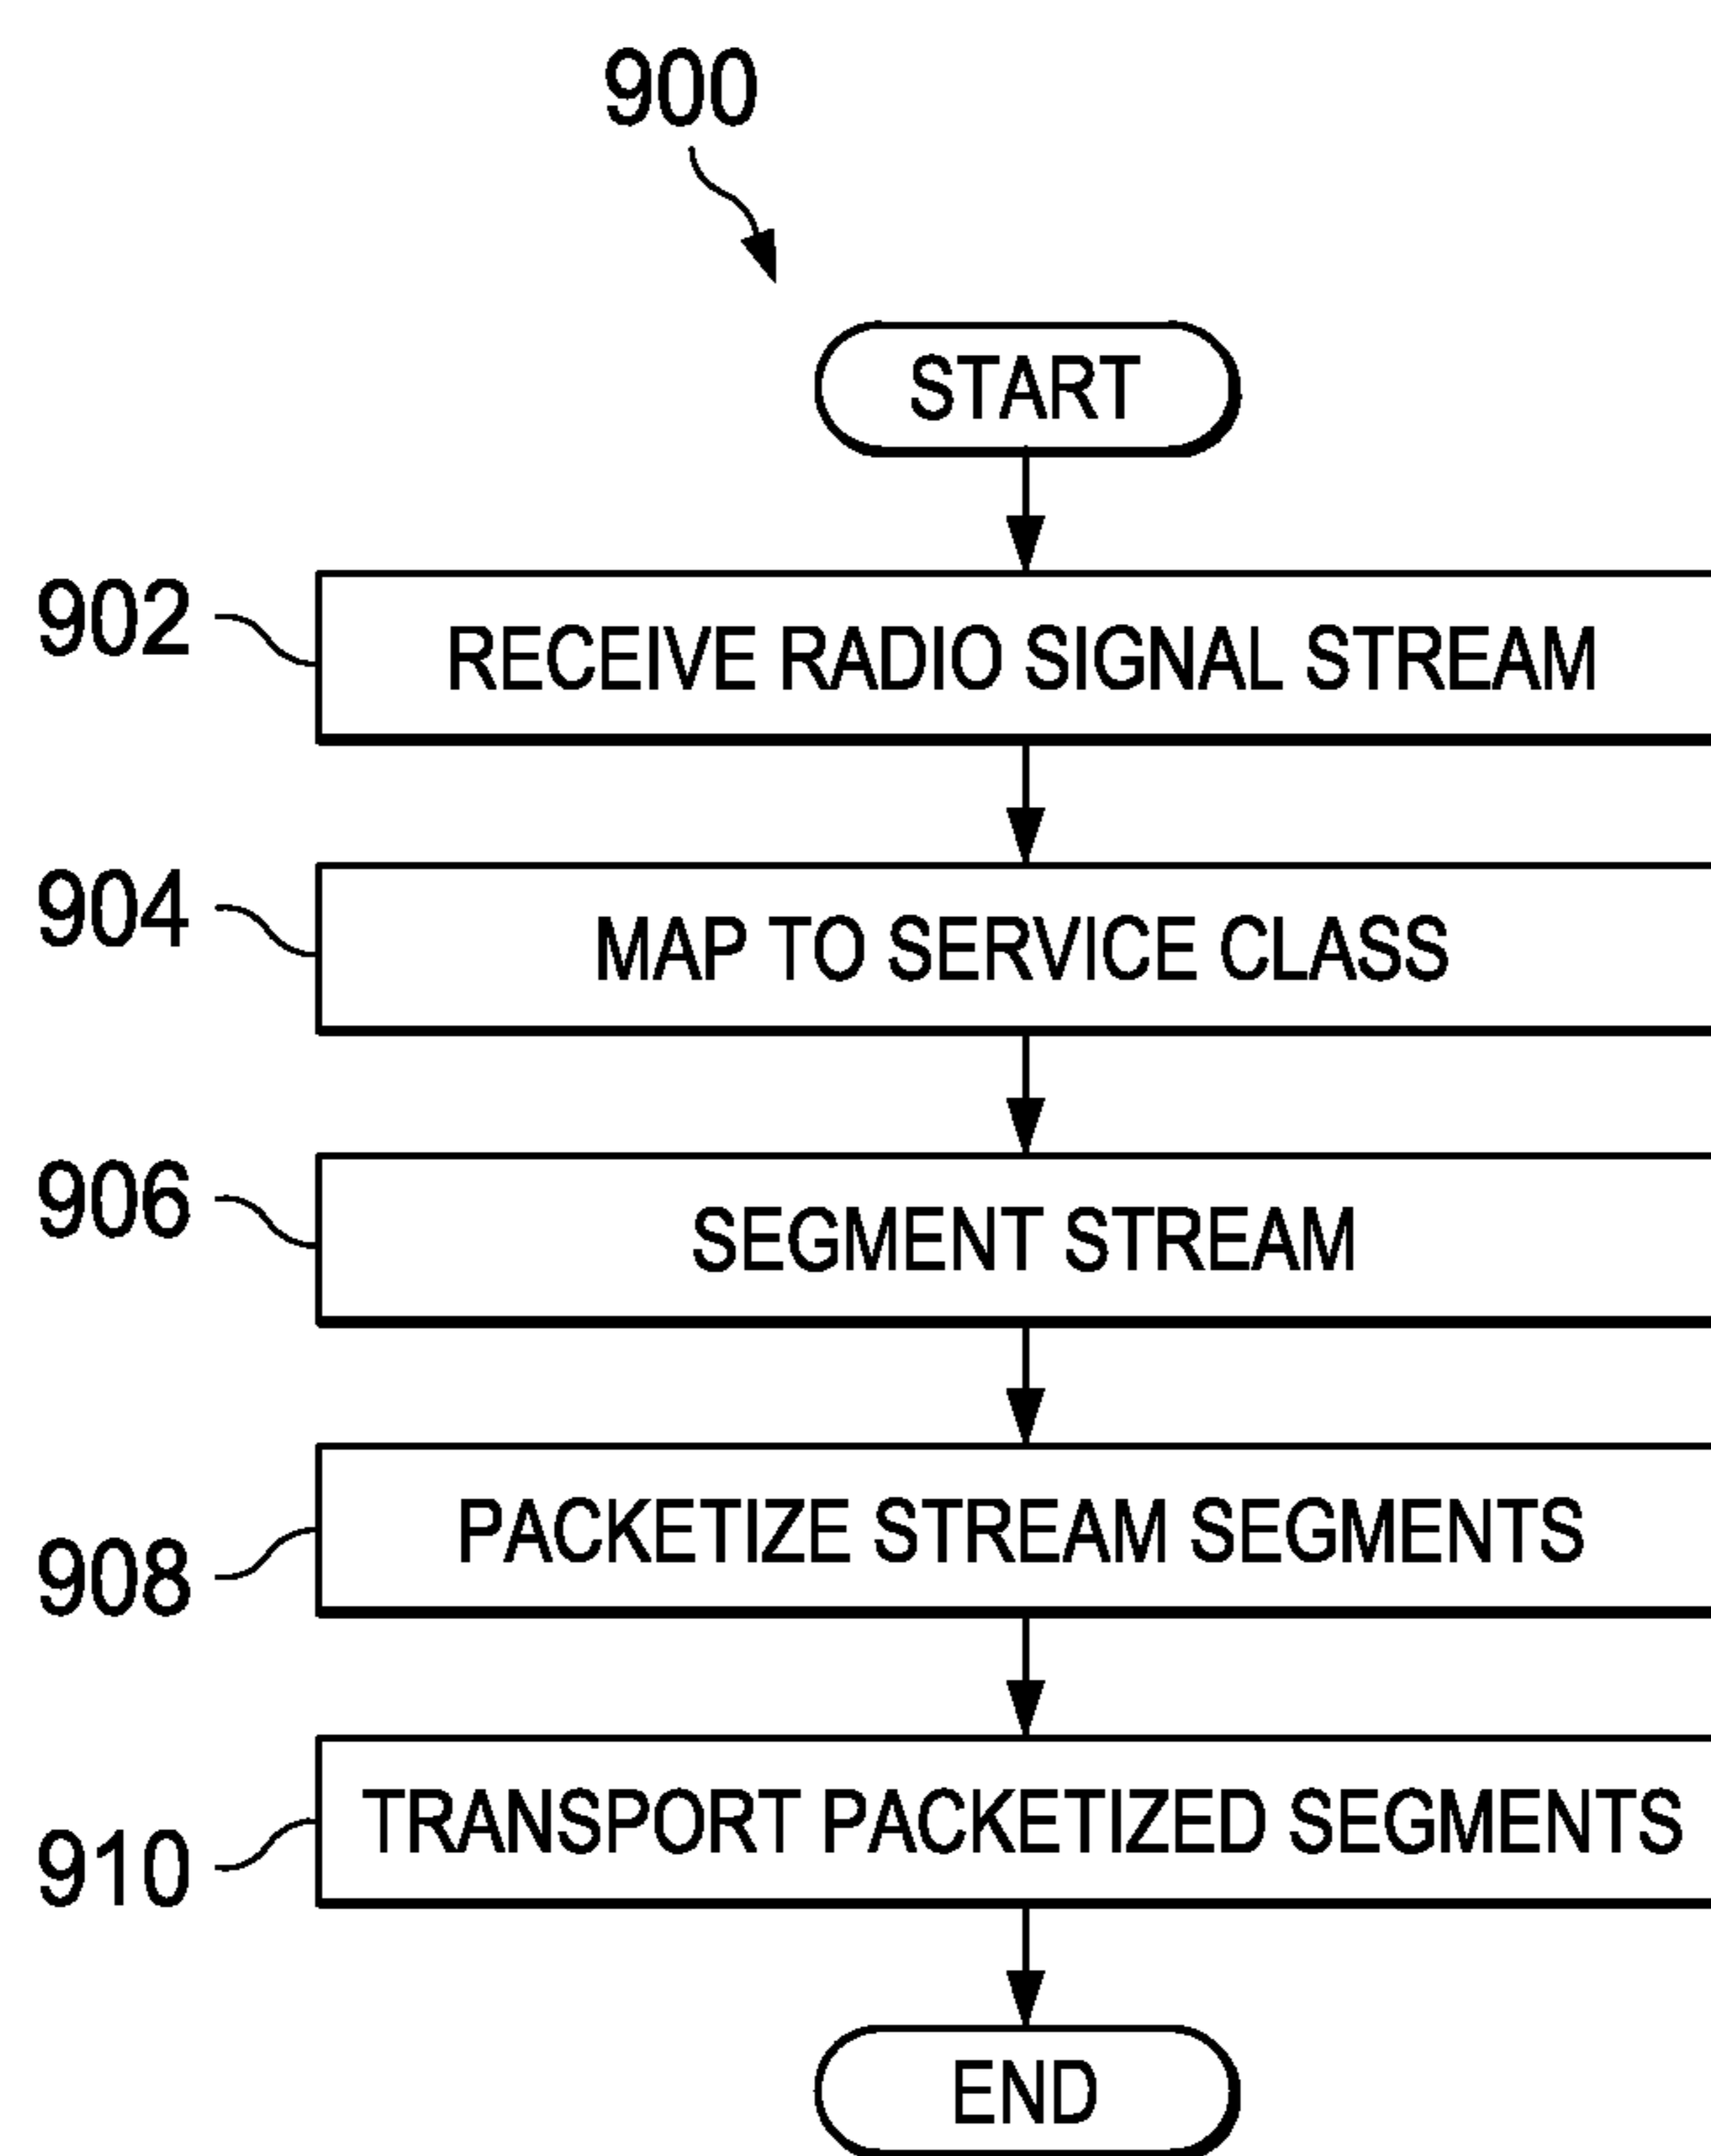 900
START
902 RECEIVE RADIO SIGNAL STREAM
904 MAP TO SERVICE CLASS
906 SEGMENT STREAM
908 PACKETIZE STREAM SEGMENTS
910 TRANSPORT PACKETIZED SEGMENTS
END